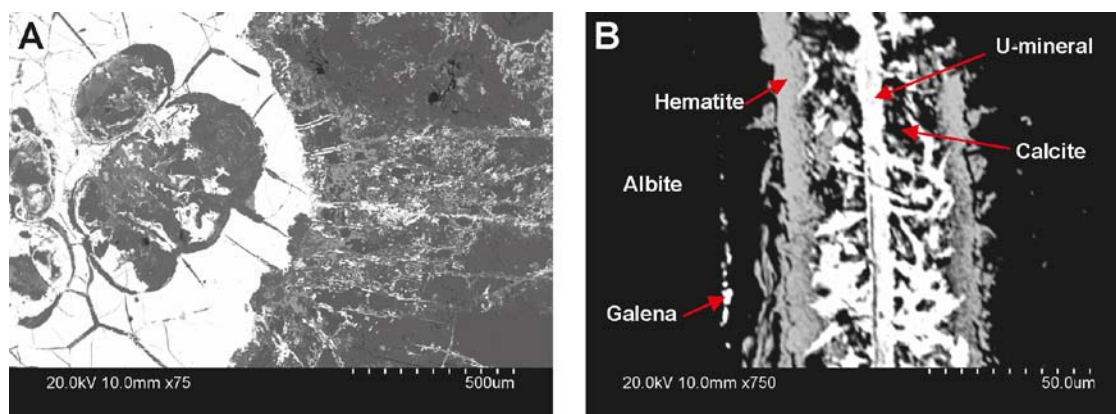 A
20.0kV 10.0mm x75
500um
B
U-mineral
Hematite
Calcite
Albite
Galena
20.0kV 10.0mm x750
50.0um